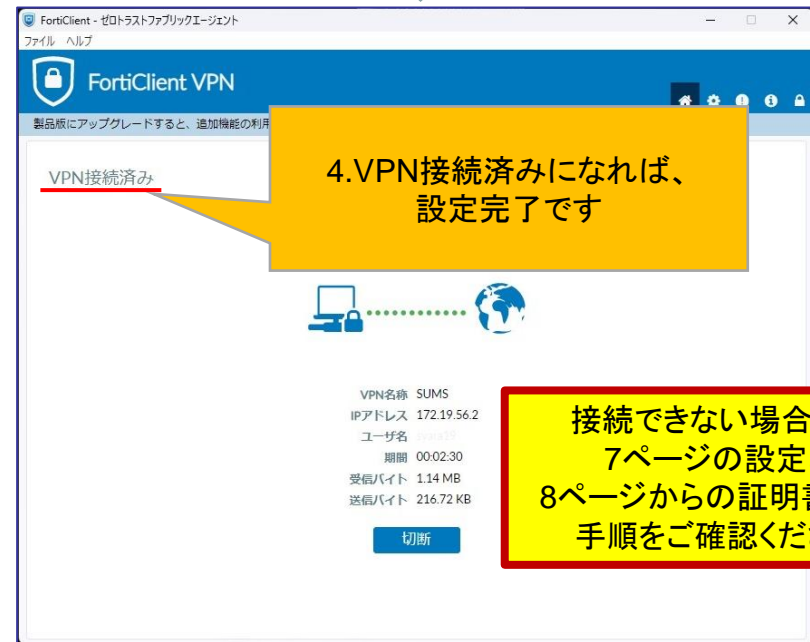 FortiClient - ゼロトラストファブリックエージェント
ファイル ヘルプ
FortiClient VPN
製品版にアップグレードすると、追加機能の利用
4.VPN接続済みになれば、
設定完了です
VPN接続済み
VPN名称 SUMS
IPアドレス 172.19.56.2
ユーザ名
期間 00:02:30
受信バイト 1.14 MB
送信バイト 216.72 KB
切断
接続できない場合
7ページの設定
8ページからの証明
手順をご確認くだ